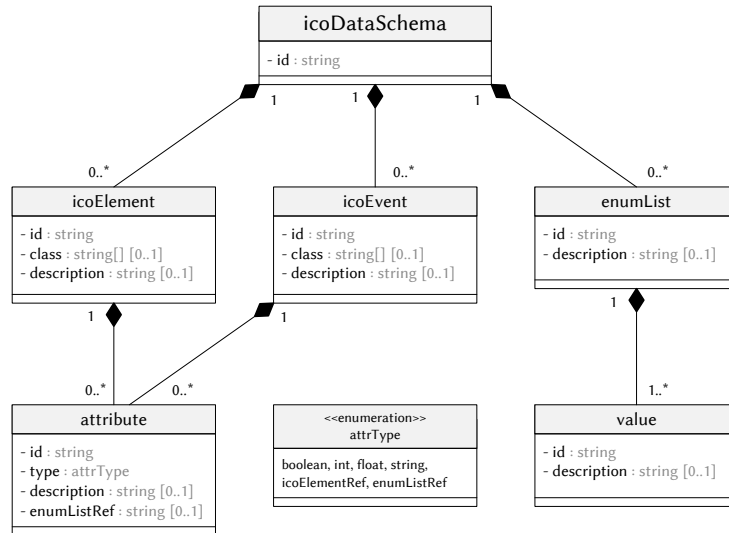 icoDataSchema
- id : string
1
1
1
0..*
0..*
0..*
icoElement
- id : string
- class : string[] [0..1]
- description : string [0..1]
icoEvent
- id : string
- class : string[] [0..1]
- description : string [0..1]
enumList
- id : string
- description : string [0..1]
1
1
1
0..*
0..*
1..*
attribute
- id : string
- type : attrType
- description : string [0..1]
- enumListRef : string [0..1]
<<enumeration>>
attrType
boolean, int, float, string,
icoElementRef, enumListRef
value
- id : string
- description : string [0..1]